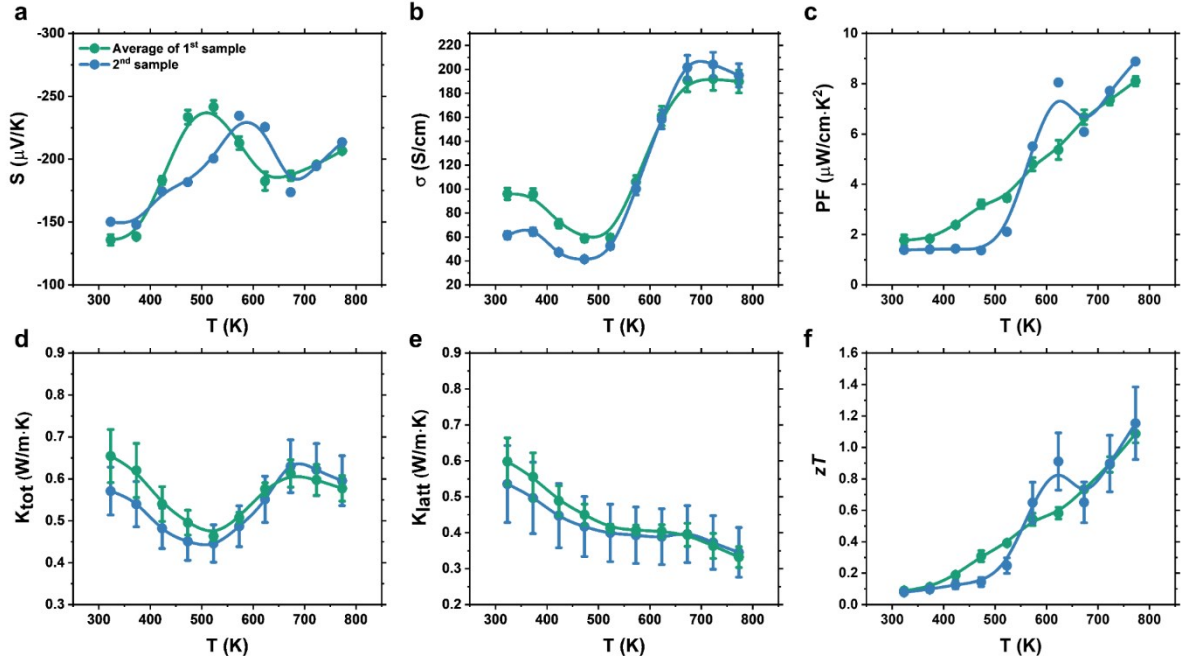 a
-300
-250
-200
-150
-100
S (μV/K)
Average of 1st sample
2nd sample
300 400 500 600 700 800
T (K)
b
220
200
180
160
140
120
100
80
60
40
20
0
σ (S/cm)
300 400 500 600 700 800
T (K)
c
10
8
6
4
2
0
PF (μW/cm·K2)
300 400 500 600 700 800
T (K)
d
0.9
0.8
0.7
0.6
0.5
0.4
0.3
Ktot (W/m·K)
300 400 500 600 700 800
T (K)
e
0.9
0.8
0.7
0.6
0.5
0.4
0.3
0.2
Klatt (W/m·K)
300 400 500 600 700 800
T (K)
f
1.6
1.4
1.2
1.0
0.8
0.6
0.4
0.2
0.0
zT
300 400 500 600 700 800
T (K)